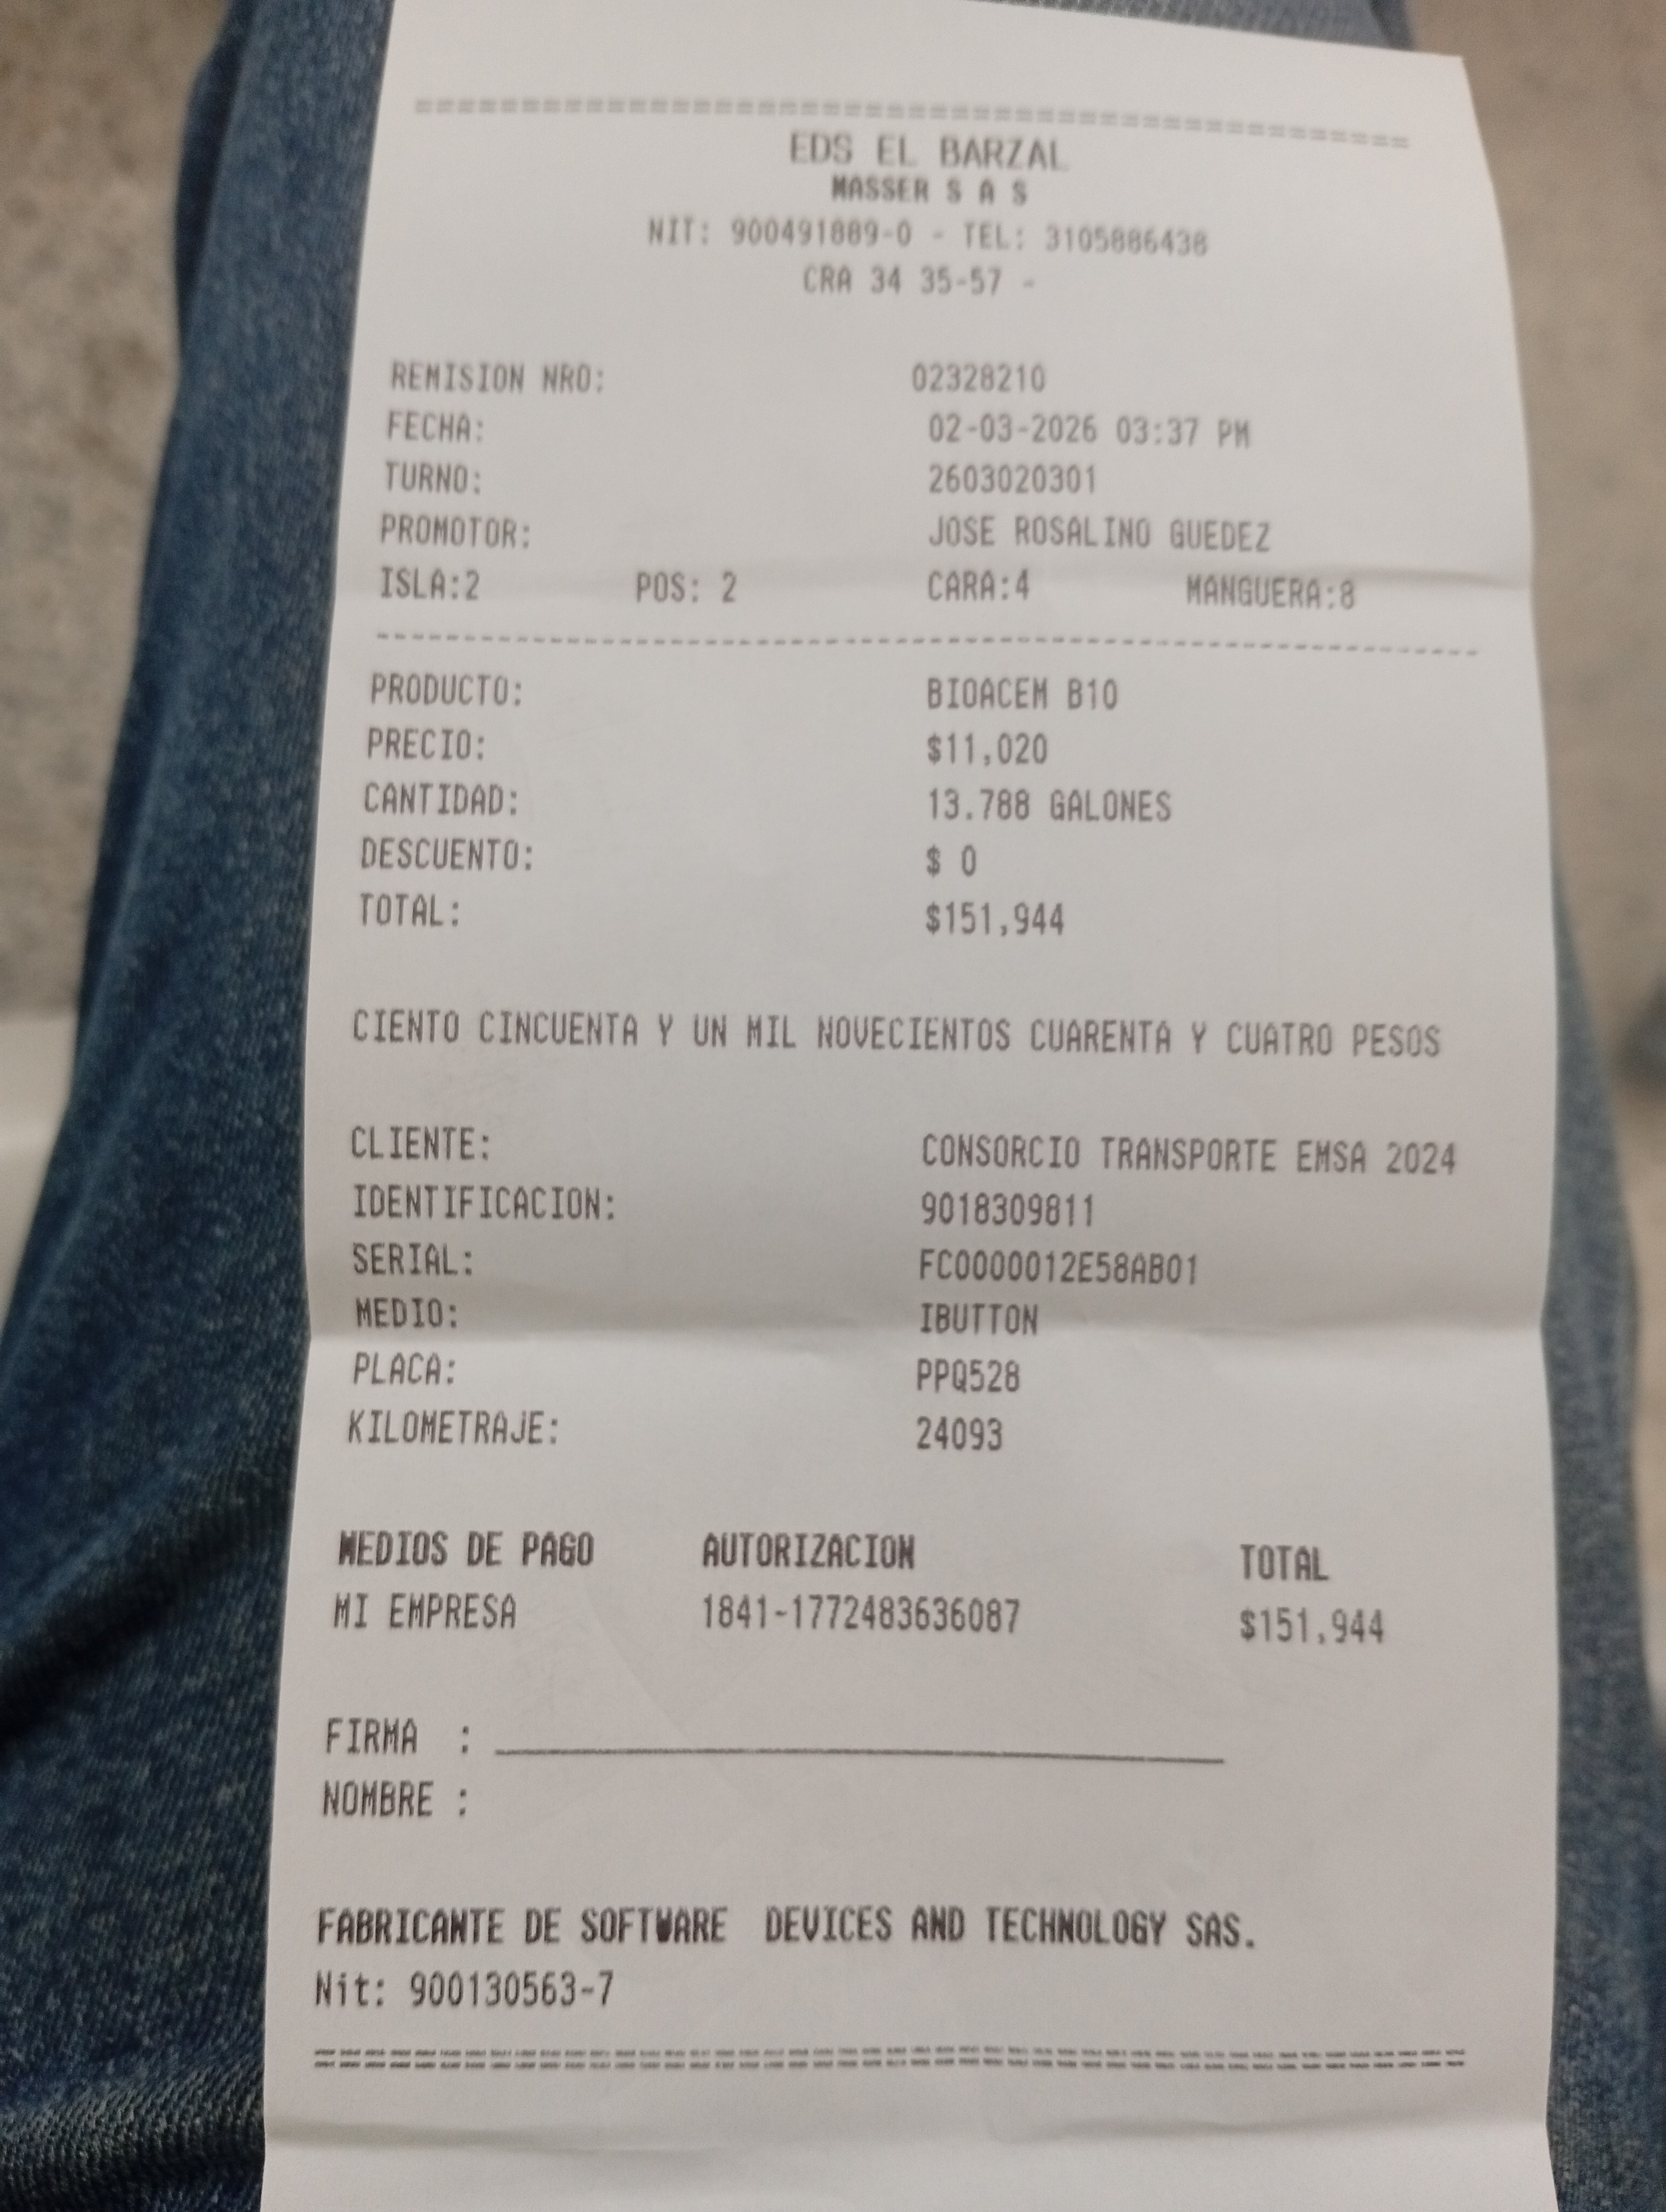 ================================================
EDS EL BARZAL
MASSER S A S
NIT: 900491889-0 - TEL: 3105886438
CRA 34 35-57 -
REMISION NRO: 02328210
FECHA: 02-03-2026 03:37 PM
TURNO: 2603020301
PROMOTOR: JOSE ROSALINO GUEDEZ
ISLA:2 POS: 2 CARA:4 MANGUERA:8
------------------------------------------------
PRODUCTO: BIOACEM B10
PRECIO: $11,020
CANTIDAD: 13.788 GALONES
DESCUENTO: $ 0
TOTAL: $151,944
CIENTO CINCUENTA Y UN MIL NOVECIENTOS CUARENTA Y CUATRO PESOS
CLIENTE: CONSORCIO TRANSPORTE EMSA 2024
IDENTIFICACION: 9018309811
SERIAL: FC0000012E58AB01
MEDIO: IBUTTON
PLACA: PPQ528
KILOMETRAJE: 24093
MEDIOS DE PAGO AUTORIZACION TOTAL
MI EMPRESA 1841-1772483636087 $151,944
FIRMA : ______________________
NOMBRE :
FABRICANTE DE SOFTWARE DEVICES AND TECHNOLOGY SAS.
Nit: 900130563-7
================================================